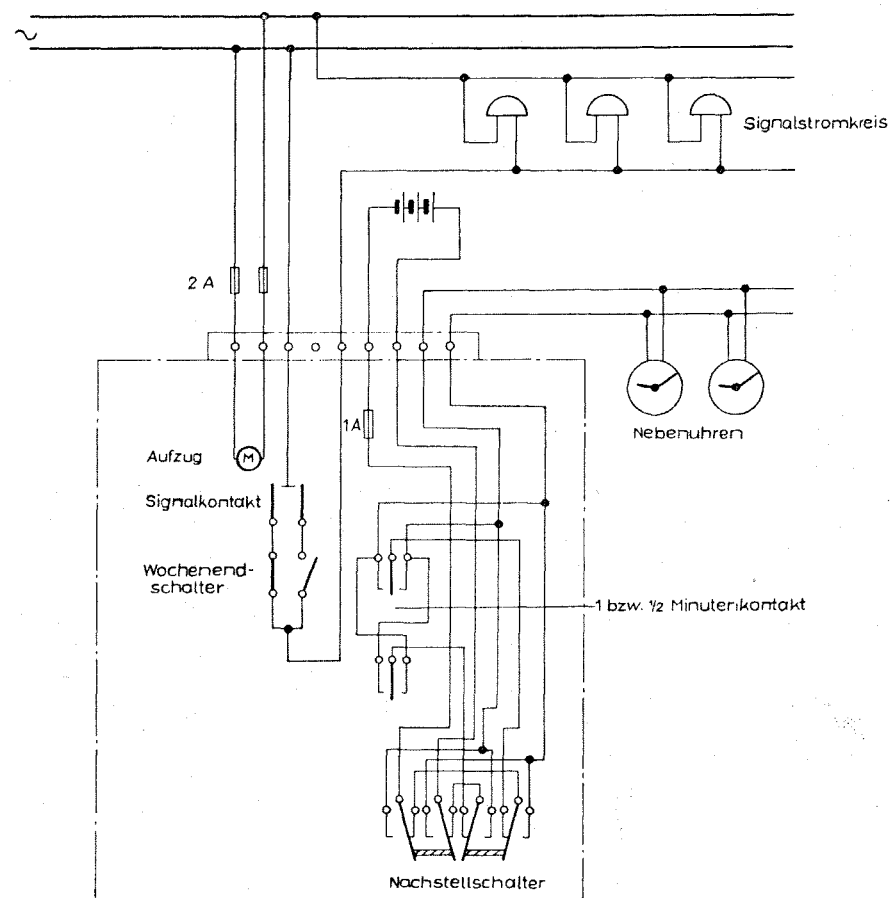 ~
Signalstromkreis
2 A
1A
Nebenuhren
Aufzug
M
Signalkontakt
Wochenend-
schalter
1 bzw. ½ Minutenkontakt
Nachstellschalter